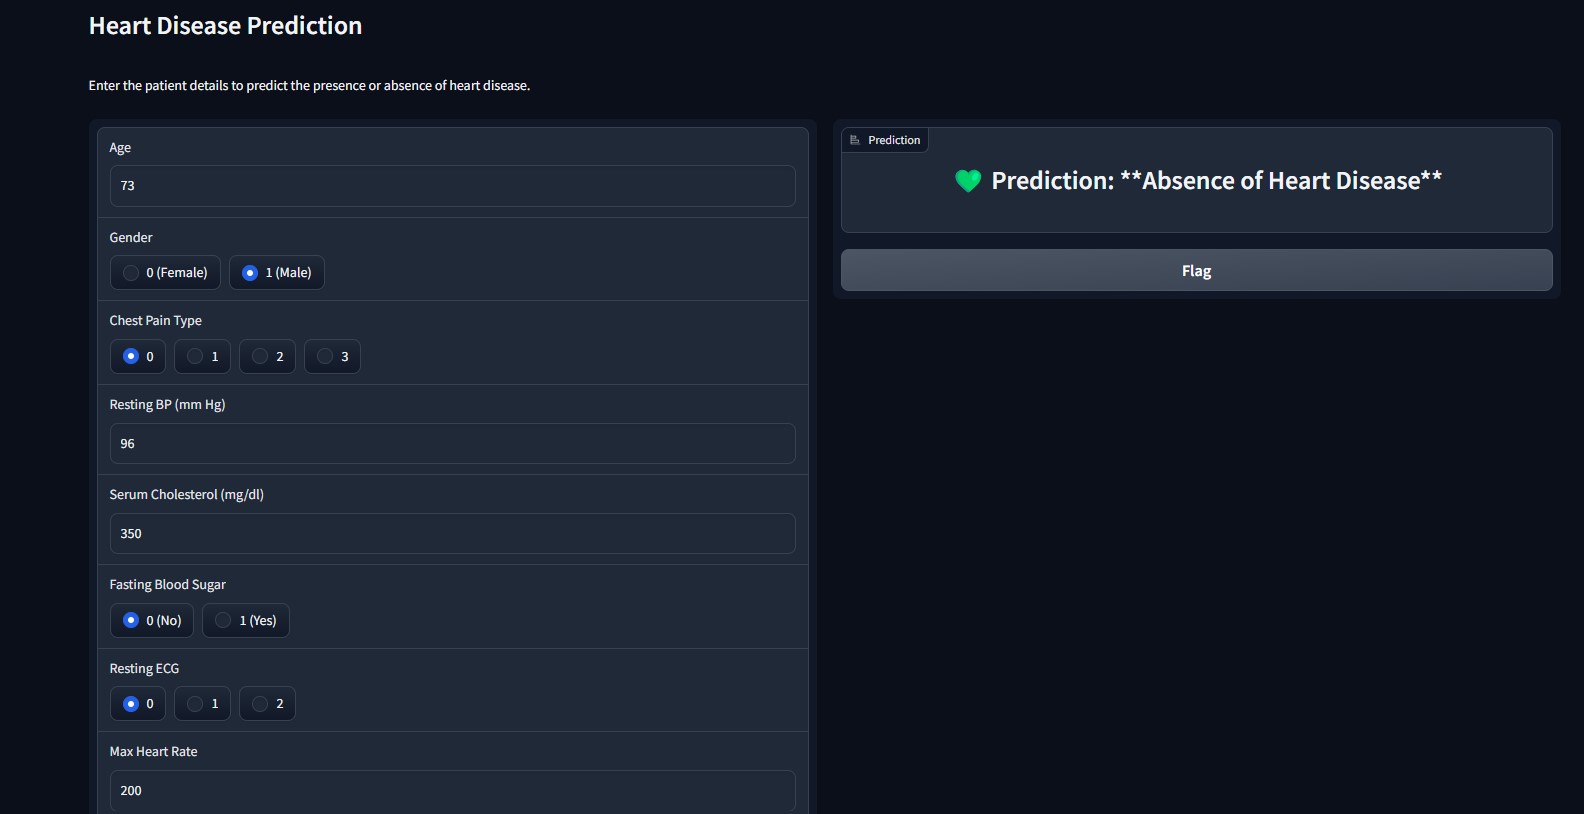 Heart Disease Prediction
Enter the patient details to predict the presence or absence of heart disease.
Age
73
Gender
0 (Female) 1 (Male)
Chest Pain Type
0 1 2 3
Resting BP (mm Hg)
96
Serum Cholesterol (mg/dl)
350
Fasting Blood Sugar
0 (No) 1 (Yes)
Resting ECG
0 1 2
Max Heart Rate
200
Prediction
💚 Prediction: **Absence of Heart Disease**
Flag